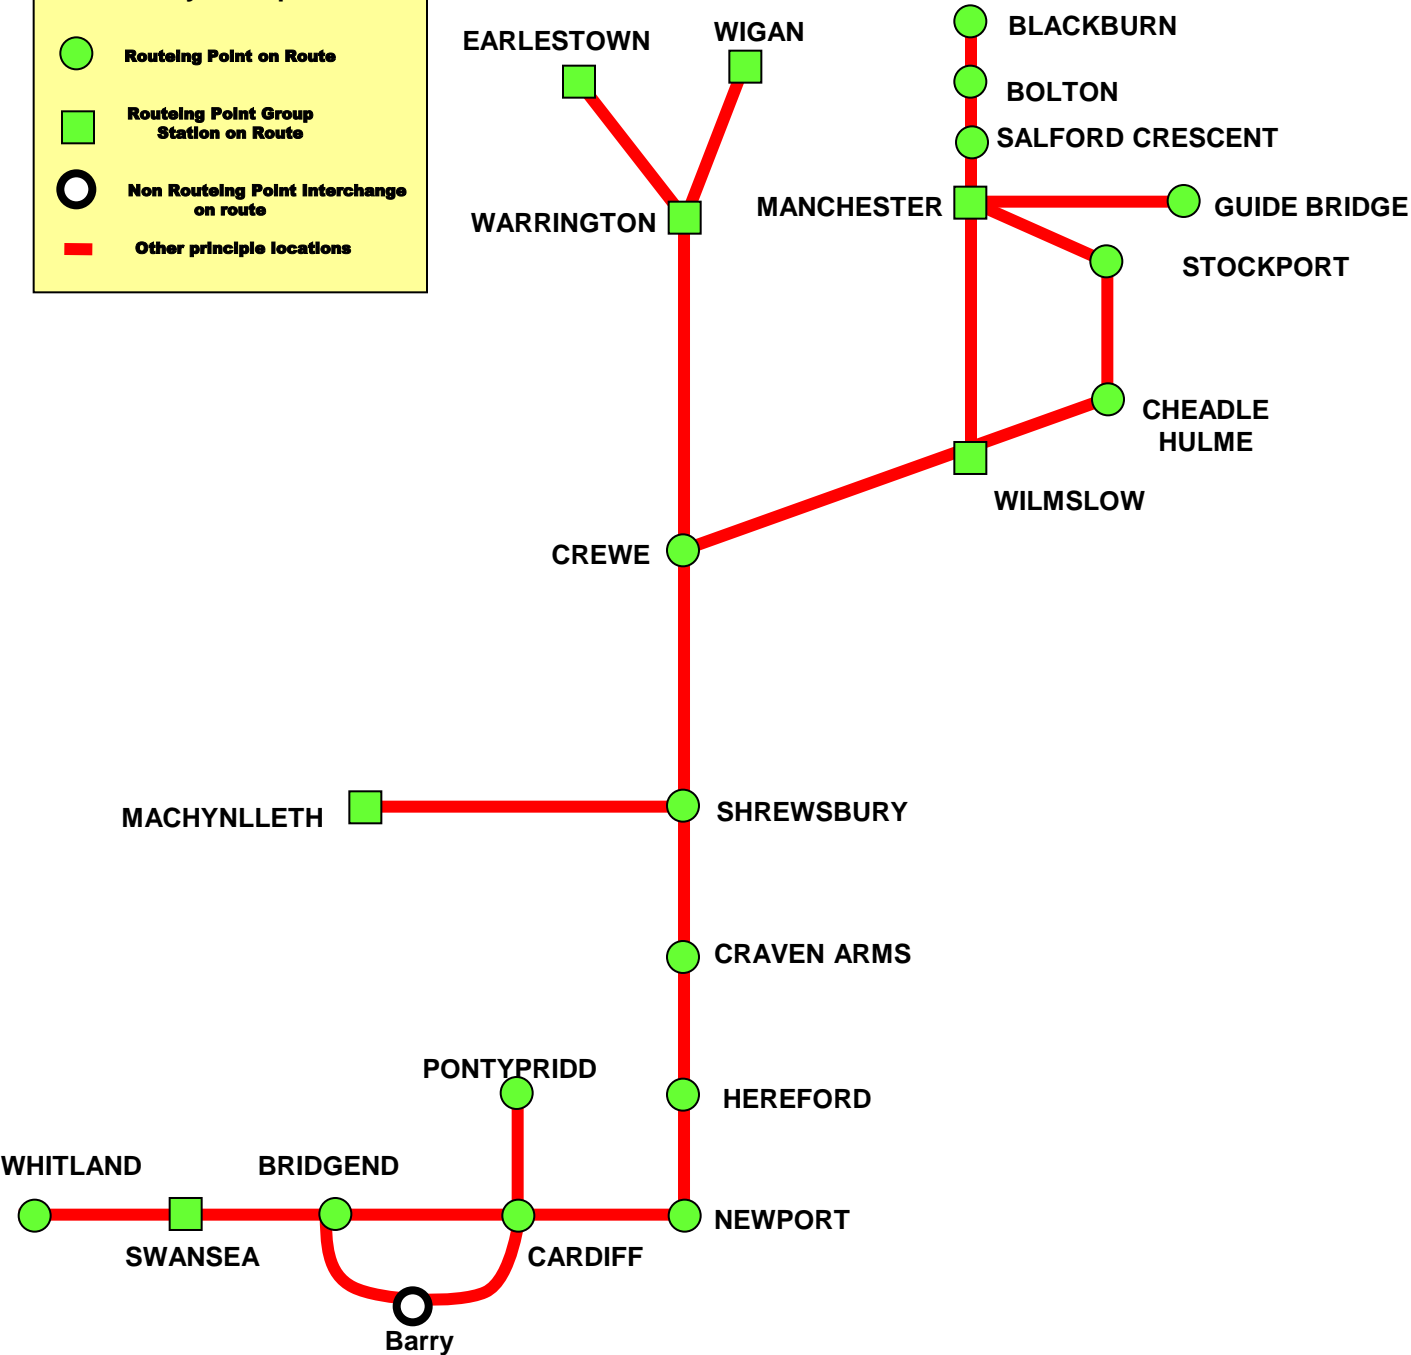 Routeing Point on Route
Routeing Point Group
Station on Route
Non Routeing Point Interchange
on route
Other principle locations
EARLESTOWN
WIGAN
BLACKBURN
BOLTON
SALFORD CRESCENT
WARRINGTON
MANCHESTER
GUIDE BRIDGE
STOCKPORT
CHEADLE
HULME
WILMSLOW
CREWE
MACHYNLLETH
SHREWSBURY
CRAVEN ARMS
PONTYPRIDD
HEREFORD
WHITLAND
BRIDGEND
NEWPORT
SWANSEA
CARDIFF
Barry